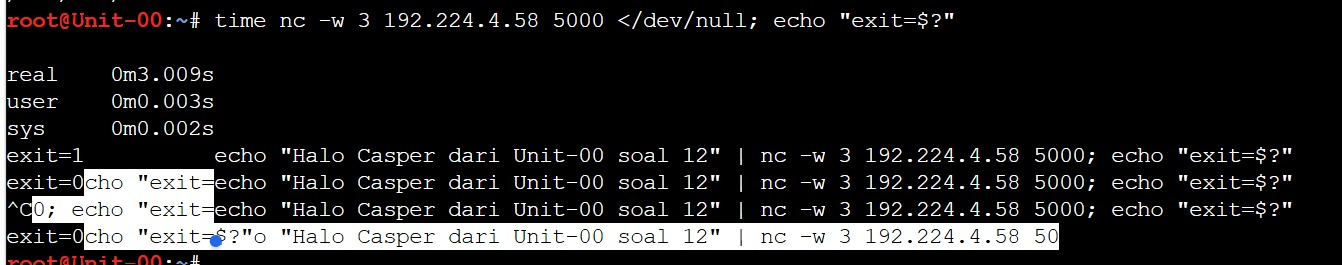 root@Unit-00:~# time nc -w 3 192.224.4.58 5000 </dev/null; echo "exit=$?"
real 0m3.009s
user 0m0.003s
sys 0m0.002s
exit=1 echo "Halo Casper dari Unit-00 soal 12" | nc -w 3 192.224.4.58 5000; echo "exit=$?"
exit=0cho "exit=echo "Halo Casper dari Unit-00 soal 12" | nc -w 3 192.224.4.58 5000; echo "exit=$?"
^C0; echo "exit=echo "Halo Casper dari Unit-00 soal 12" | nc -w 3 192.224.4.58 5000; echo "exit=$?"
exit=0cho "exit=$?"o "Halo Casper dari Unit-00 soal 12" | nc -w 3 192.224.4.58 50
root@Unit-00:~#